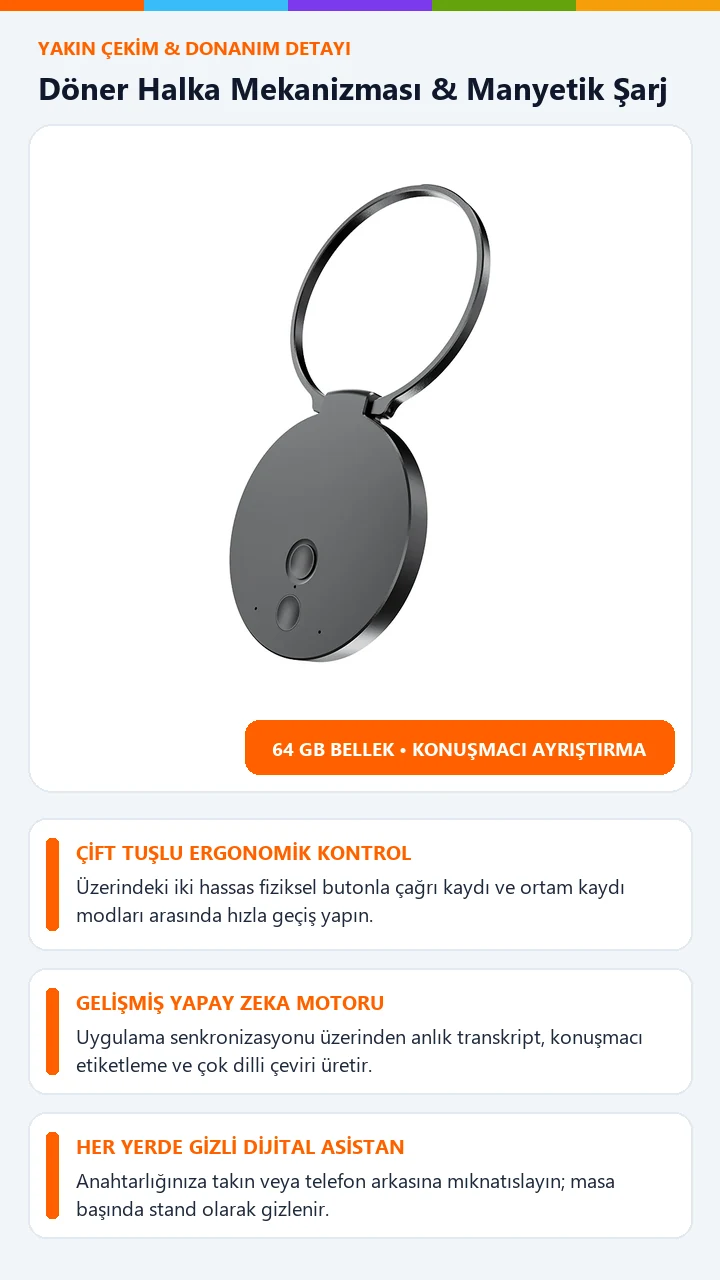 YAKIN ÇEKİM & DONANIM DETAYI
Döner Halka Mekanizması & Manyetik Şarj
64 GB BELLEK • KONUŞMACI AYRIŞTIRMA
ÇİFT TUŞLU ERGONOMİK KONTROL
Üzerindeki iki hassas fiziksel butonla çağrı kaydı ve ortam kaydı
modları arasında hızla geçiş yapın.
GELİŞMİŞ YAPAY ZEKA MOTORU
Uygulama senkronizasyonu üzerinden anlık transkript, konuşmacı
etiketleme ve çok dilli çeviri üretir.
HER YERDE GİZLİ DİJİTAL ASİSTAN
Anahtarlığınıza takın veya telefon arkasına mıknatıslayın; masa
başında stand olarak gizlenir.